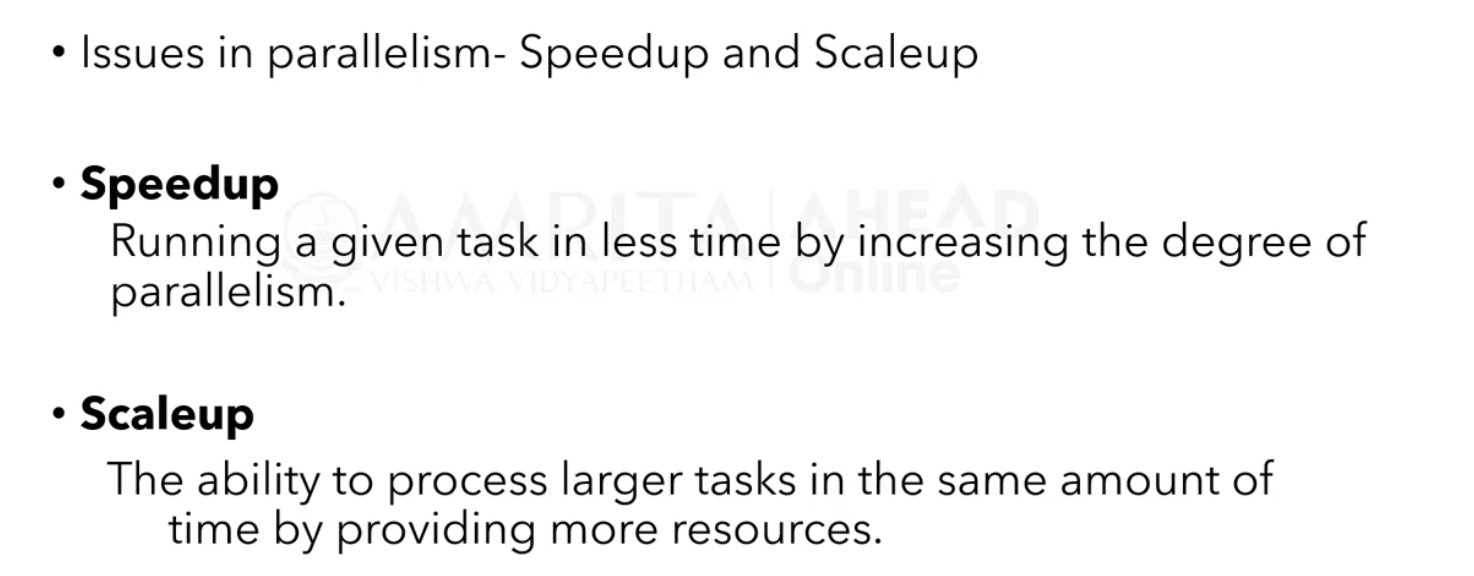 • Issues in parallelism- Speedup and Scaleup
• Speedup
Running a given task in less time by increasing the degree of
parallelism.
AMRITA AHEAD
VISHWA VIDYAPEETHAM Online
• Scaleup
The ability to process larger tasks in the same amount of
time by providing more resources.